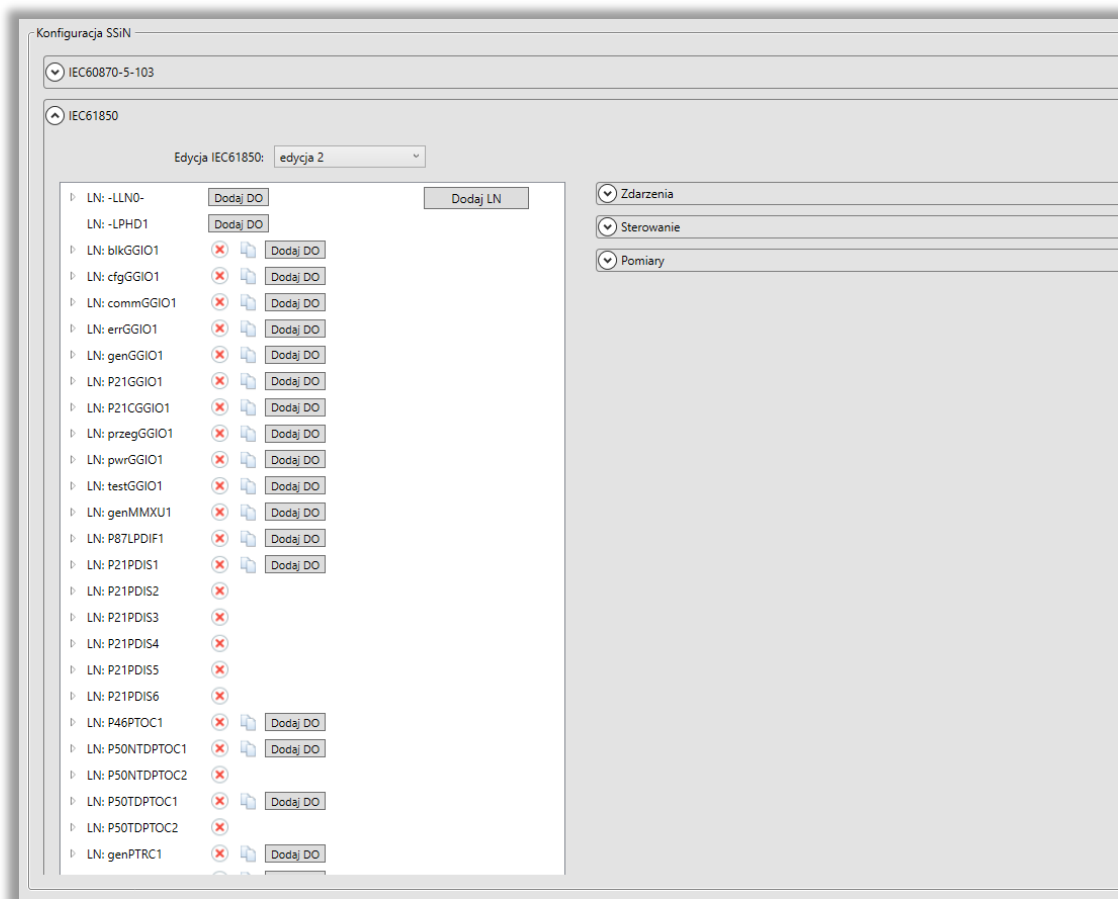 Konfiguracja SSiN
IEC60870-5-103
IEC61850
Edycja IEC61850: edycja 2
LN: -LLN0- Dodaj DO Dodaj LN
LN: -LPHD1 Dodaj DO
LN: blkGGIO1 Dodaj DO
LN: cfgGGIO1 Dodaj DO
LN: commGGIO1 Dodaj DO
LN: errGGIO1 Dodaj DO
LN: genGGIO1 Dodaj DO
LN: P21GGIO1 Dodaj DO
LN: P21CGGIO1 Dodaj DO
LN: przegGGIO1 Dodaj DO
LN: pwrGGIO1 Dodaj DO
LN: testGGIO1 Dodaj DO
LN: genMMXU1 Dodaj DO
LN: P87LPDIF1 Dodaj DO
LN: P21PDIS1 Dodaj DO
LN: P21PDIS2
LN: P21PDIS3
LN: P21PDIS4
LN: P21PDIS5
LN: P21PDIS6
LN: P46PTOC1 Dodaj DO
LN: P50NTDPTOC1 Dodaj DO
LN: P50NTDPTOC2
LN: P50TDPTOC1 Dodaj DO
LN: P50TDPTOC2
LN: genPTRC1 Dodaj DO
Zdarzenia
Sterowanie
Pomiary